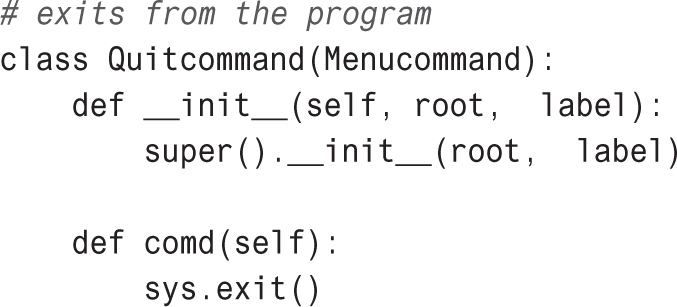 # exits from the program
class Quitcommand(Menucommand):
    def __init__(self, root,  label):
        super().__init__(root,  label)

    def comd(self):
        sys.exit()